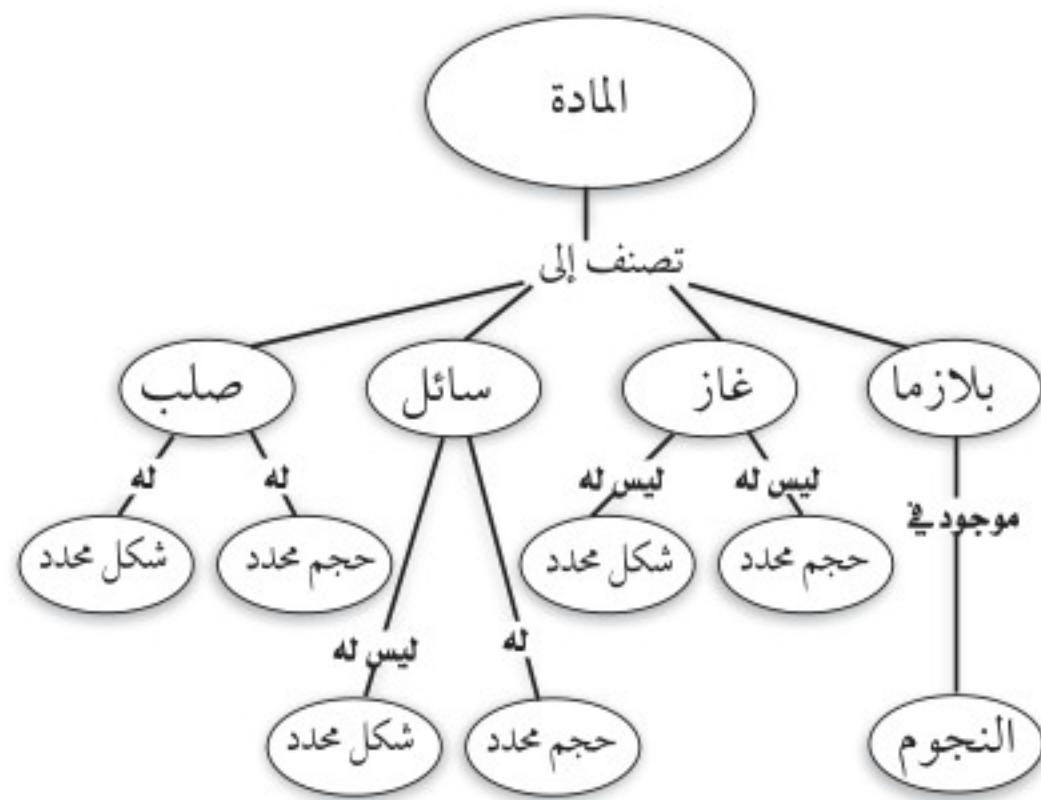 المادة
تصنف إلى
بلازما
غاز
سائل
صلب
ليس له
ليس له
له
له
موجود في
حجم محدد
شكل محدد
حجم محدد
شكل محدد
له
ليس له
حجم محدد
شكل محدد
النجوم